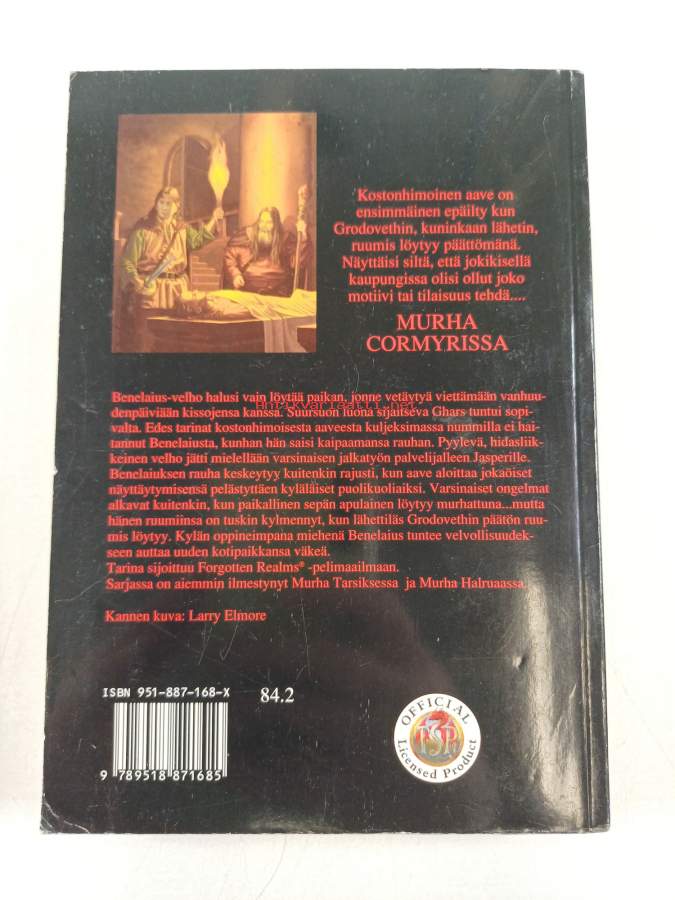 Kostonhimoinen aave on
ensimmäinen epäilty kun
Grodovethin, kuninkaan lähetin,
ruumis löytyy päättömänä.
Näyttäisi siltä, että jokikisellä
kaupungissa olisi ollut joko
motiivi tai tilaisuus tehdä....
MURHA
CORMYRISSA
Benelaius-velho halusi vain löytää paikan, jonne vetäytyä viettämään vanhuu-
denpäiviään kissojensa kanssa. Suursuon luona sijaitseva Ghars tuntui sopi-
antikvariaatti.net
valta. Edes tarinat kostonhimoisesta aaveesta kuljeksimassa nummilla ei hai-
tannut Benelaiusta, kunhan hän saisi kaipaamansa rauhan. Pyylevä, hidasliik-
keinen velho jätti mielellään varsinaisen jalkatyön palvelijalleen Jasperille.
Benelaiuksen rauha keskeytyy kuitenkin rajusti, kun aave aloittaa jokaöiset
näyttäytymisensä pelästyttäen kyläläiset puolikuoliaiksi. Varsinaiset ongelmat
alkavat kuitenkin, kun paikallinen sepän apulainen löytyy murhattuna...mutta
hänen ruumiinsa on tuskin kylmennyt, kun lähettiläs Grodovethin päätön ruu-
mis löytyy. Kylän oppineimpana miehenä Benelaius tuntee velvollisuudek-
seen auttaa uuden kotipaikkansa väkeä.
Tarina sijoittuu Forgotten Realms® -pelimaailmaan.
Sarjassa on aiemmin ilmestynyt Murha Tarsiksessa ja Murha Halruaassa.
Kannen kuva: Larry Elmore
ISBN 951-887-168-X
84.2
9 789518 871685
OFFICIAL
TSR
Licensed Product